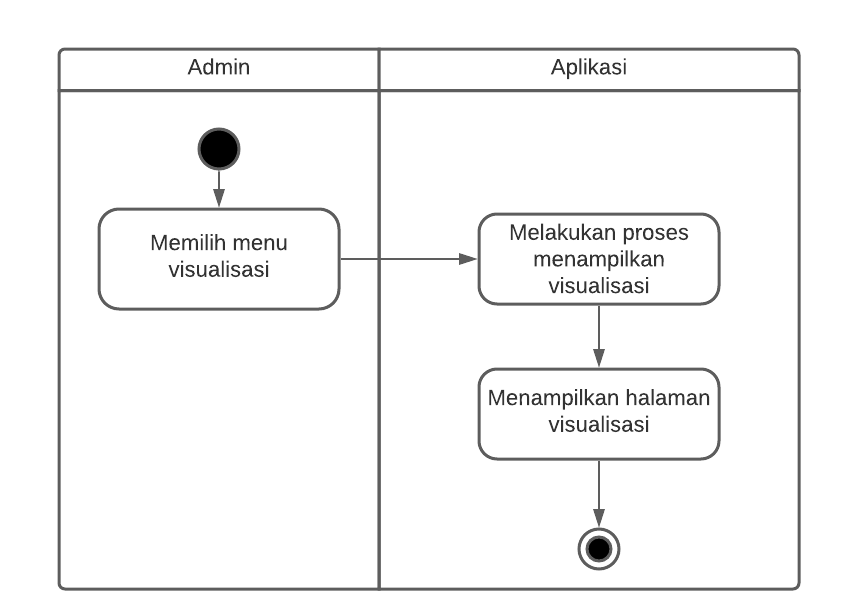 Admin
Aplikasi
Memilih menu
visualisasi
Melakukan proses
menampilkan
visualisasi
Menampilkan halaman
visualisasi